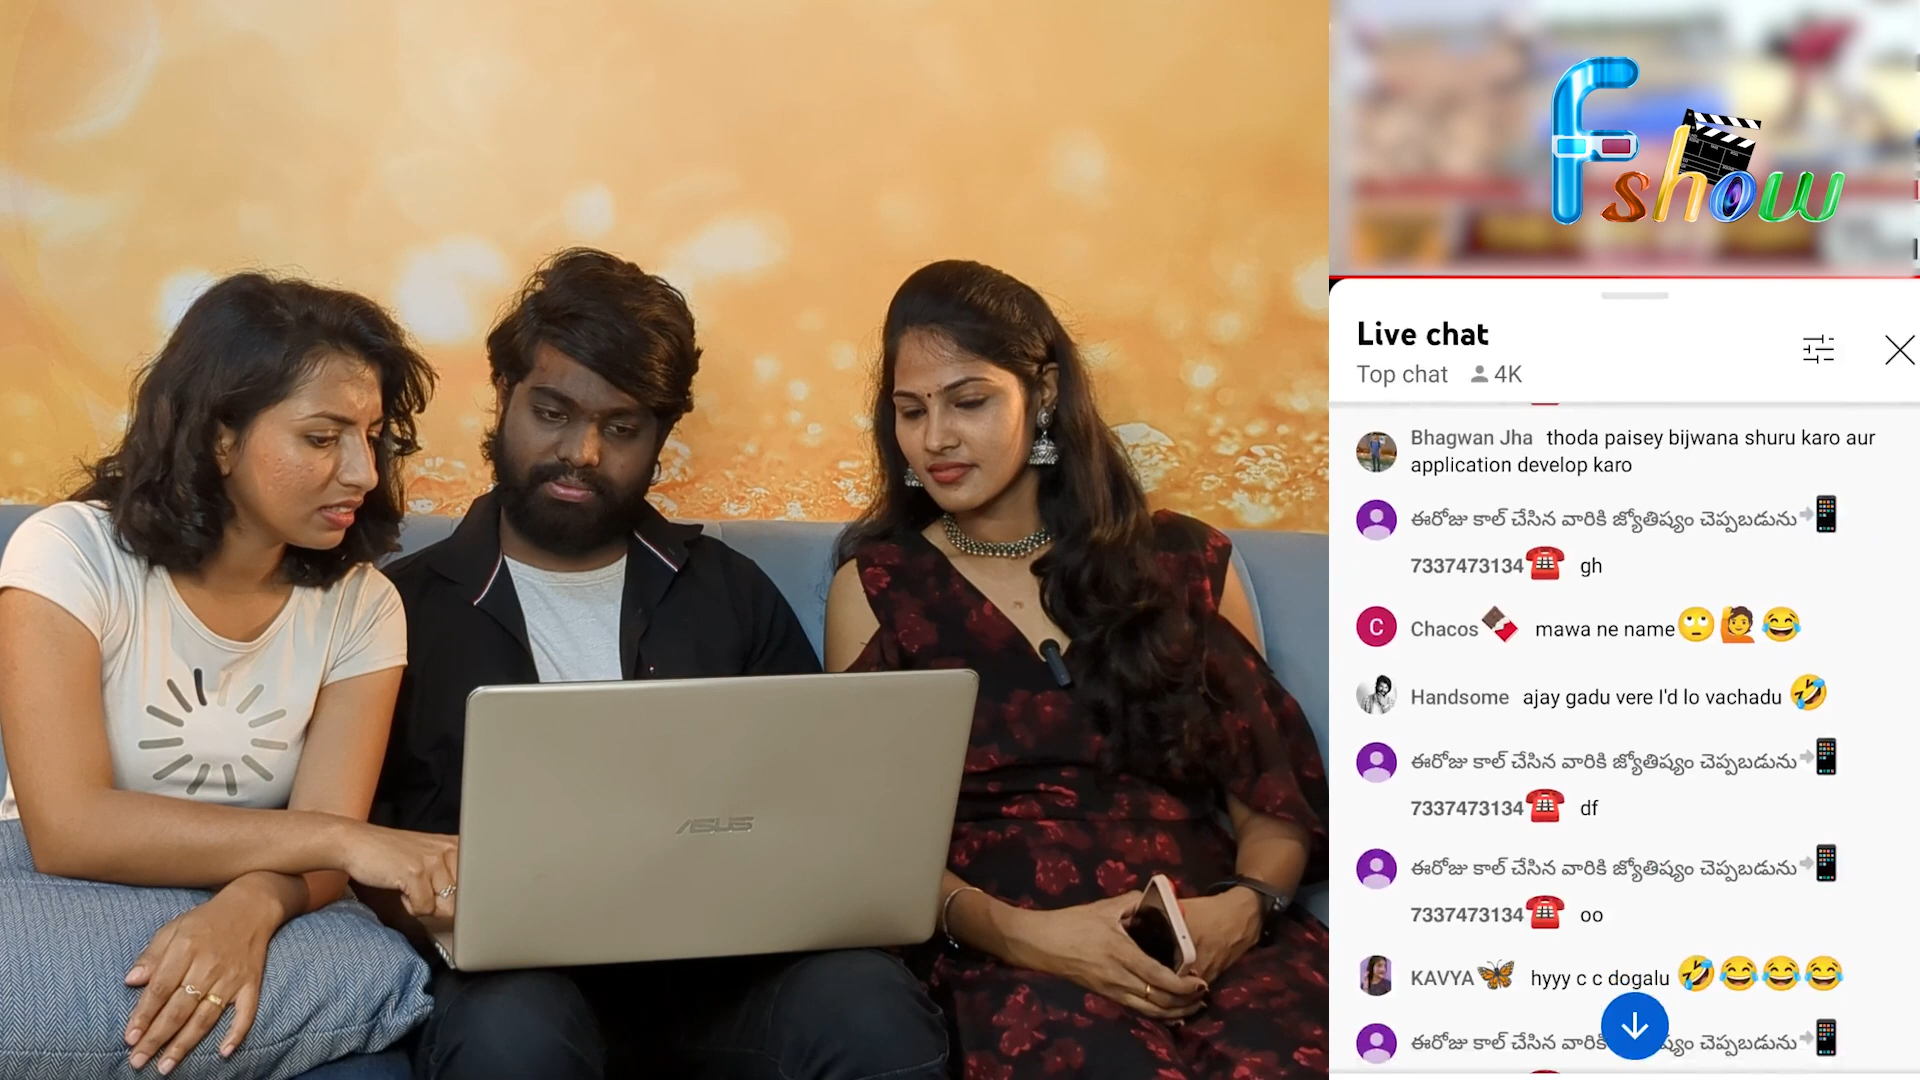 Fshow
Live chat
Top chat 4K
Bhagwan Jha thoda paisey bijwana shuru karo aur
application develop karo
ఈరోజు కాల్ చేసిన వారికి జ్యోతిష్యం చెప్పబడును
7337473134 gh
C Chacos mawa ne name
Handsome ajay gadu vere I'd lo vachadu
ఈరోజు కాల్ చేసిన వారికి జ్యోతిష్యం చెప్పబడును
7337473134 df
ఈరోజు కాల్ చేసిన వారికి జ్యోతిష్యం చెప్పబడును
7337473134 oo
KAVYA hyyy c c dogalu
ఈరోజు కాల్ చేసిన చెప్పబడును
ASUS